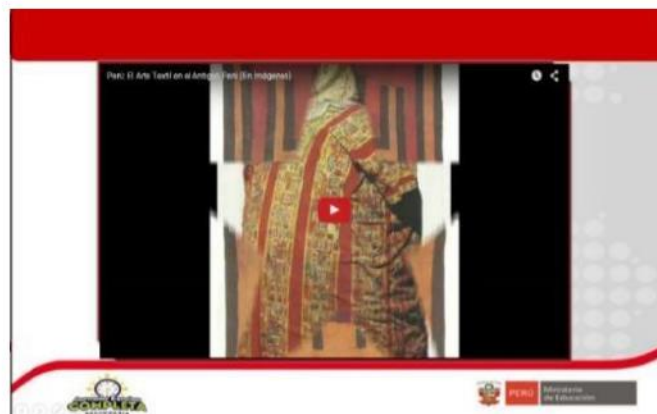 Perú: El Arte Textil en el Antiguo Perú (En Imágenes)
COMPLETA
PERÚ
Ministerio
de Educación